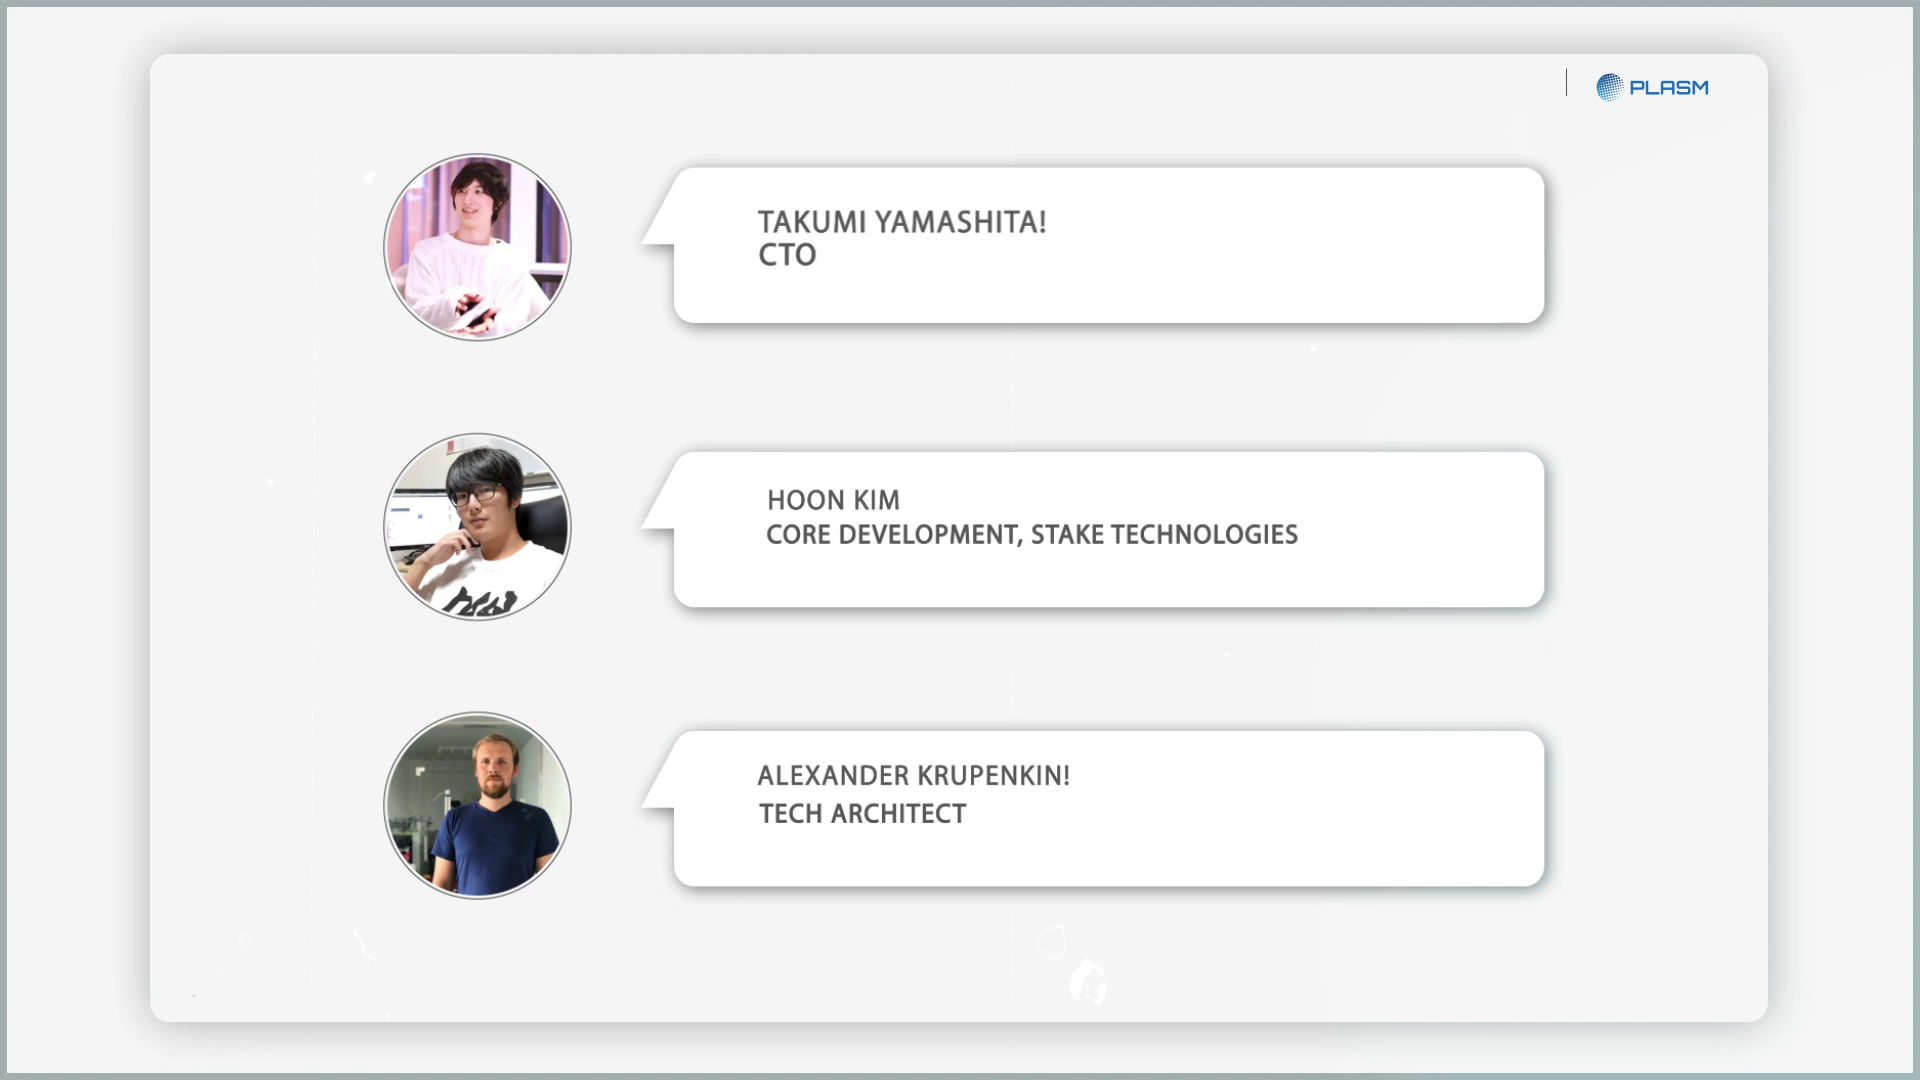 PLASM
TAKUMI YAMASHITA!
CTO
HOON KIM
CORE DEVELOPMENT, STAKE TECHNOLOGIES
ALEXANDER KRUPENKIN!
TECH ARCHITECT